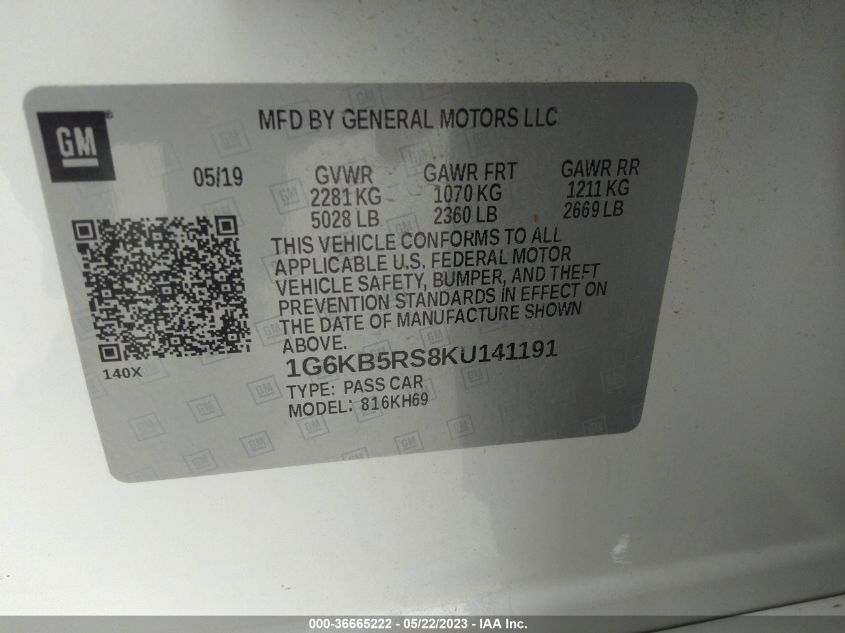 GM
MFD BY GENERAL MOTORS LLC
05/19 GVWR GAWR FRT GAWR RR
2281 KG 1070 KG 1211 KG
5028 LB 2360 LB 2669 LB
THIS VEHICLE CONFORMS TO ALL
APPLICABLE U.S. FEDERAL MOTOR
VEHICLE SAFETY, BUMPER, AND THEFT
PREVENTION STANDARDS IN EFFECT ON
THE DATE OF MANUFACTURE SHOWN
ABOVE.
140X
1G6KB5RS8KU141191
TYPE: PASS CAR
MODEL: 816KH69
000-36665222 - 05/22/2023 - IAAI Inc.